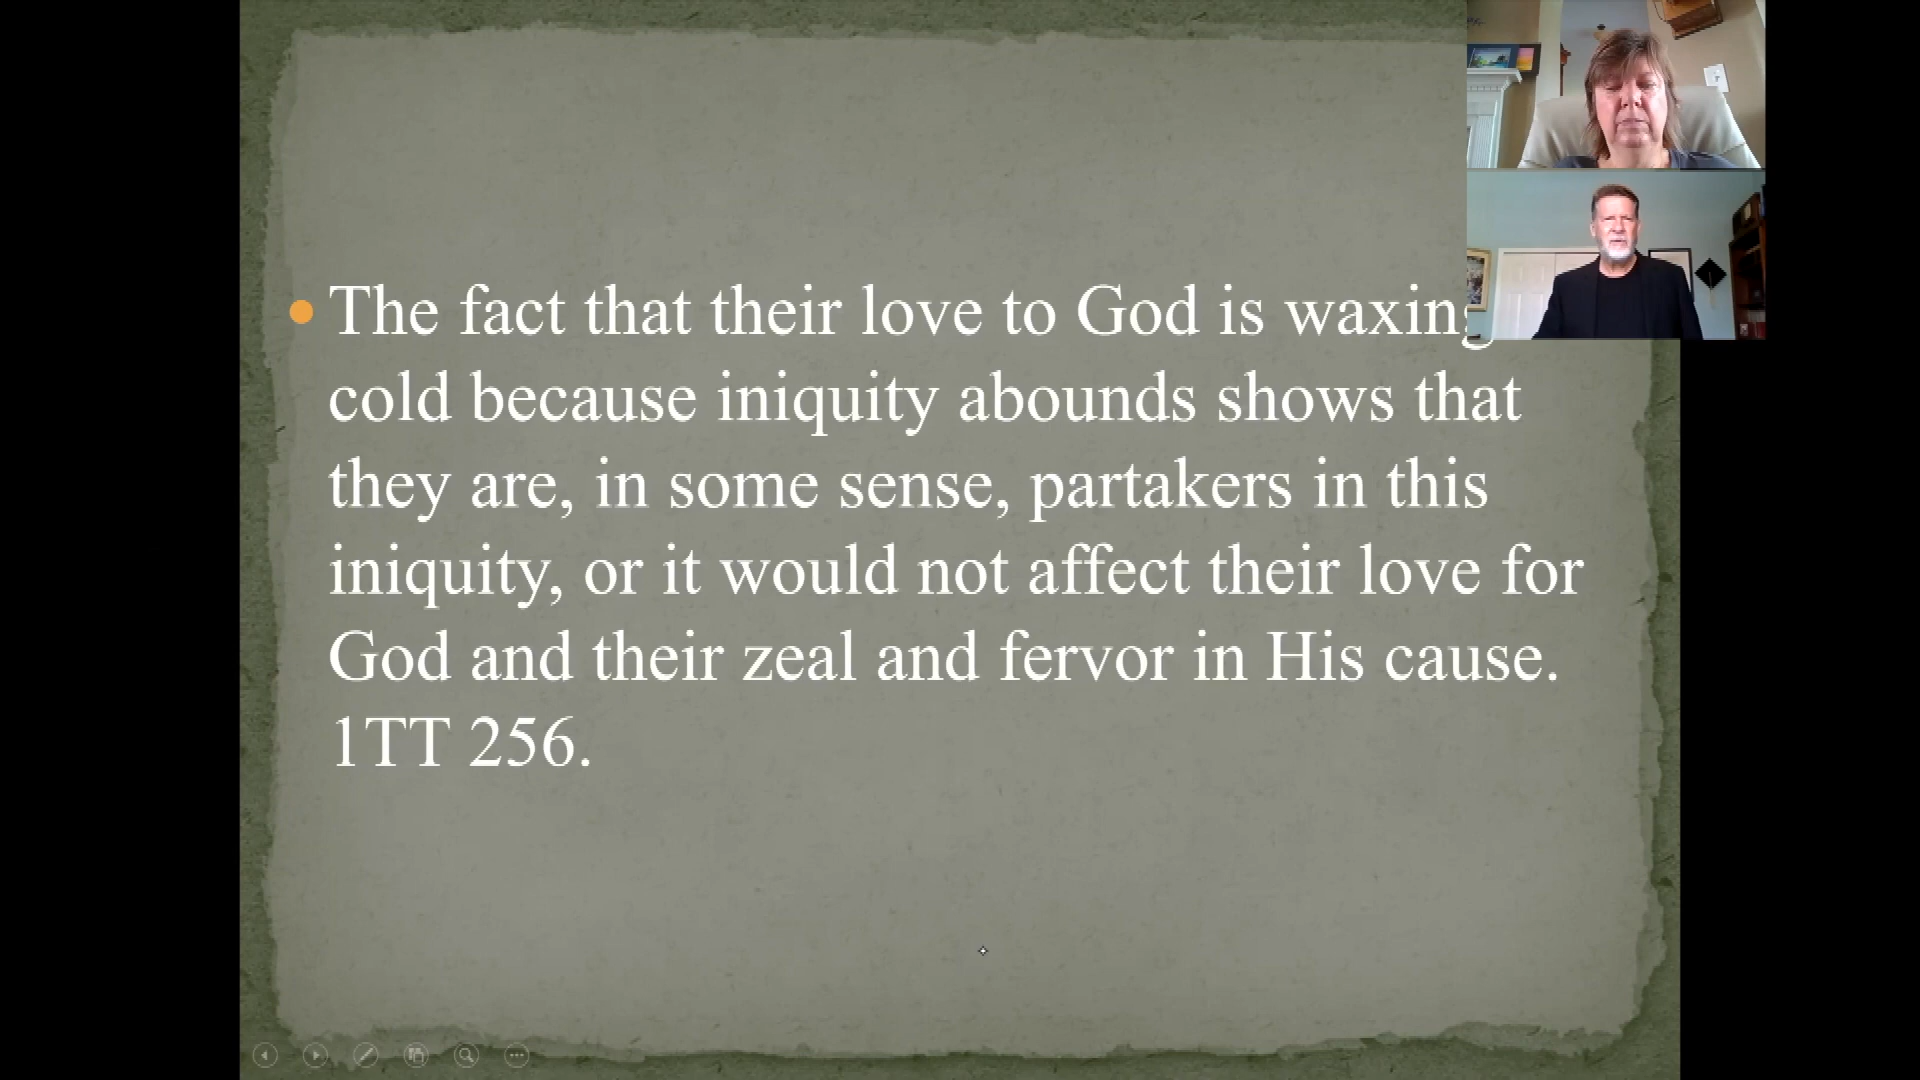 The fact that their love to God is waxing
cold because iniquity abounds shows that
they are, in some sense, partakers in this
iniquity, or it would not affect their love for
God and their zeal and fervor in His cause.
1TT 256.